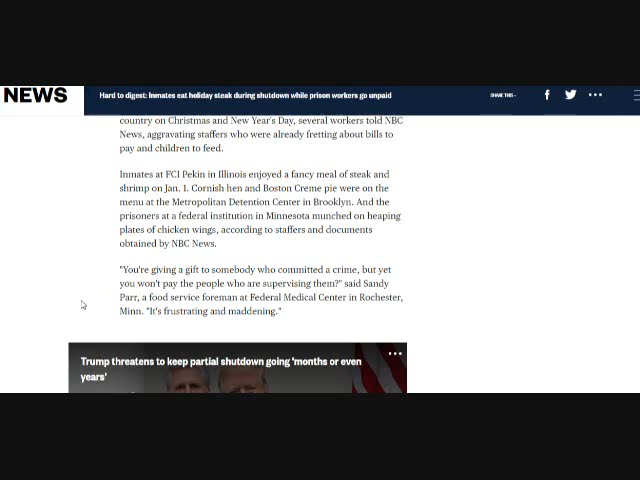 NEWS
Hard to digest: Inmates eat holiday steak during shutdown while prison workers go unpaid
SHARE THIS—
country on Christmas and New Year's Day, several workers told NBC
News, aggravating staffers who were already fretting about bills to
pay and children to feed.
Inmates at FCI Pekin in Illinois enjoyed a fancy meal of steak and
shrimp on Jan. 1. Cornish hen and Boston Creme pie were on the
menu at the Metropolitan Detention Center in Brooklyn. And the
prisoners at a federal institution in Minnesota munched on heaping
plates of chicken wings, according to staffers and documents
obtained by NBC News.
"You're giving a gift to somebody who committed a crime, but yet
you won't pay the people who are supervising them?" said Sandy
Parr, a food service foreman at Federal Medical Center in Rochester,
Minn. "It's frustrating and maddening."
Trump threatens to keep partial shutdown going 'months or even
years'